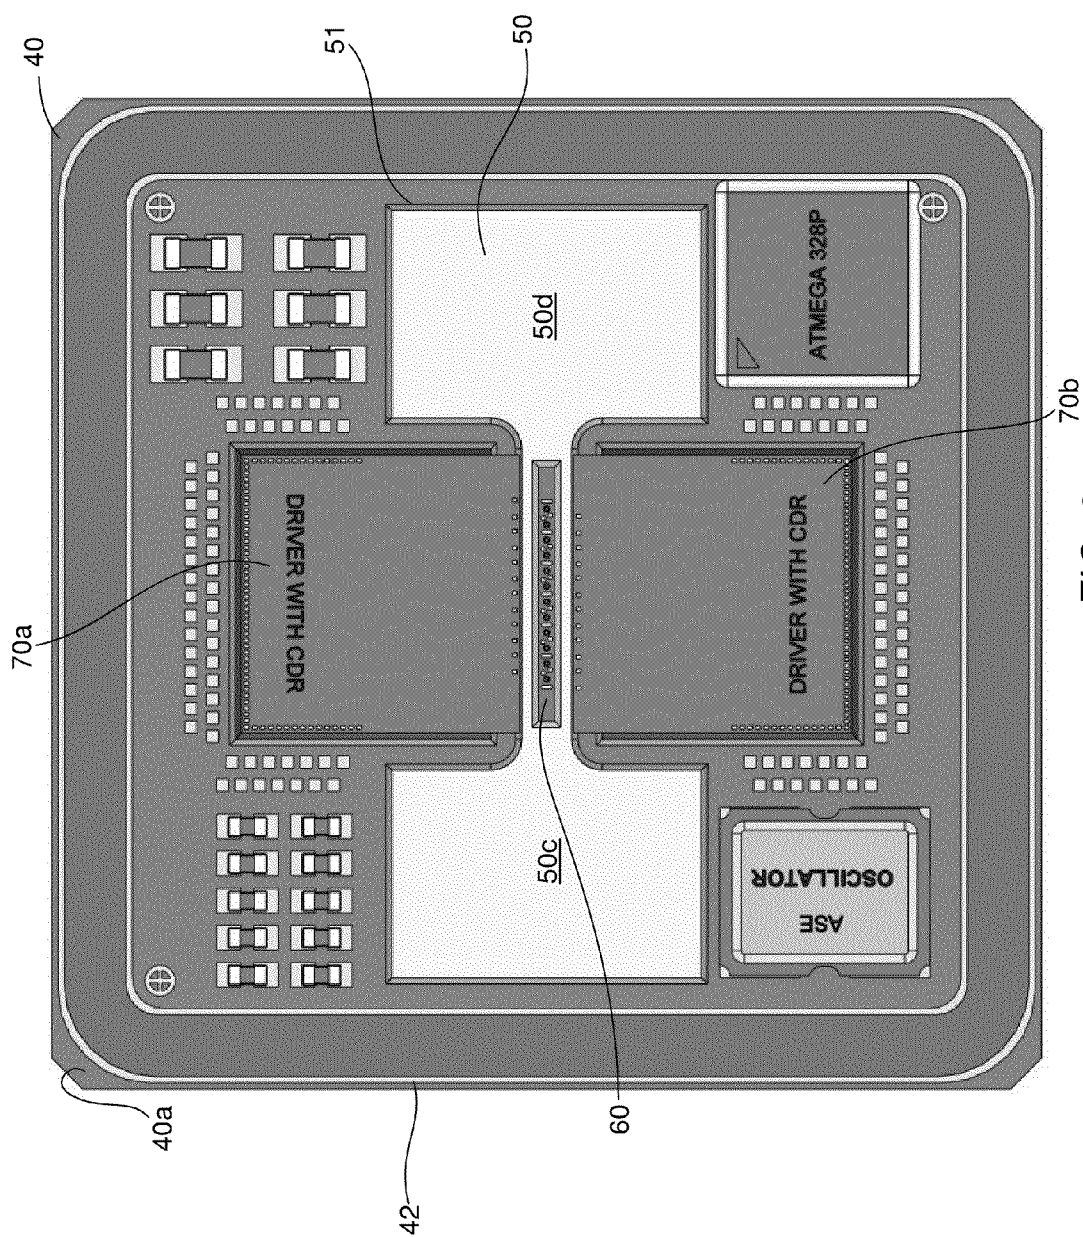 40
51
50
70a
DRIVER WITH CDR
50d
ATMEGA 328P
70b
DRIVER WITH CDR
50c
ASE
OSCILLATOR
60
40a
42